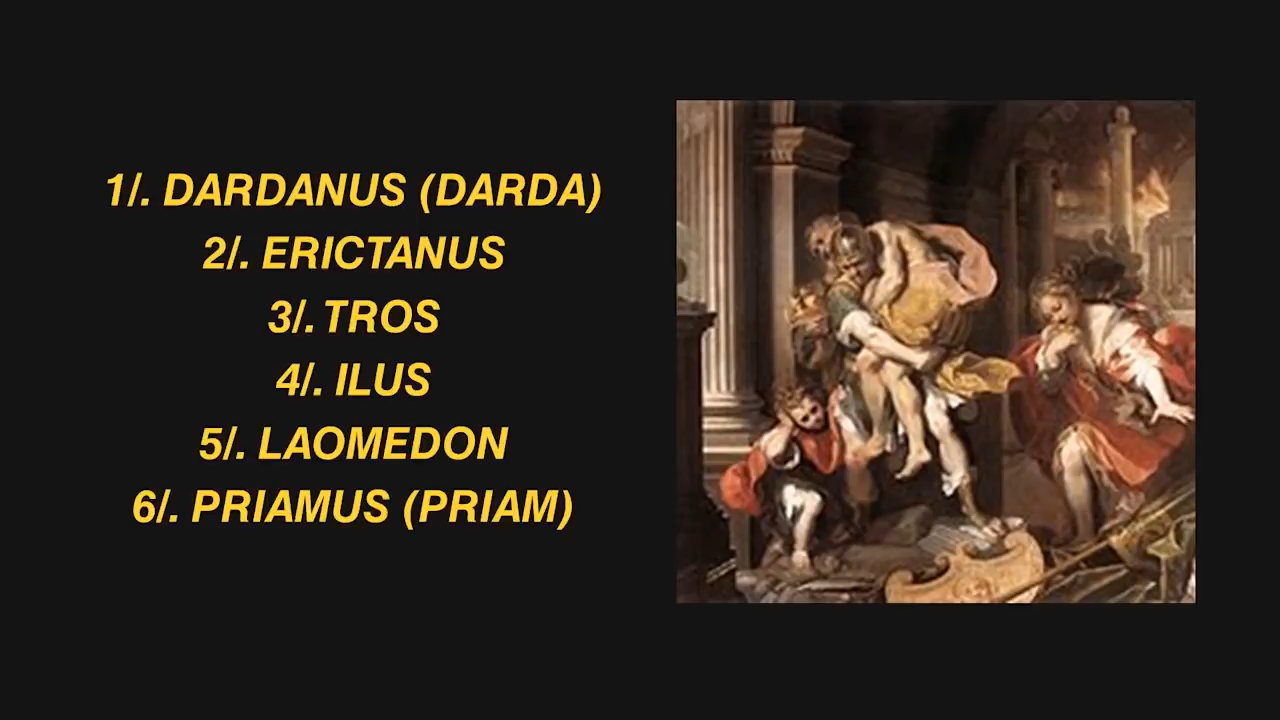 1/. DARDANUS (DARDA)
2/. ERICTANUS
3/. TROS
4/. ILUS
5/. LAOMEDON
6/. PRIAMUS (PRIAM)